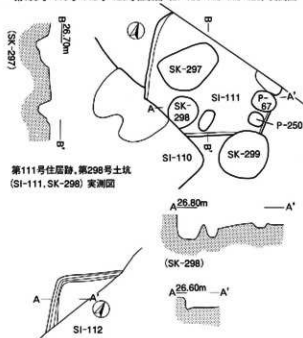 B
26.70m
(SK-297)
B'
B
SK-297
SI-111
A'
P-67
A
SK-298
P-250
B'
SI-110
SK-299
第111号住居跡,第298号土坑
(SI-111,SK-298) 実測図
A 26.80m A'
(SK-298)
A A'
SI-112
A 26.60m A'